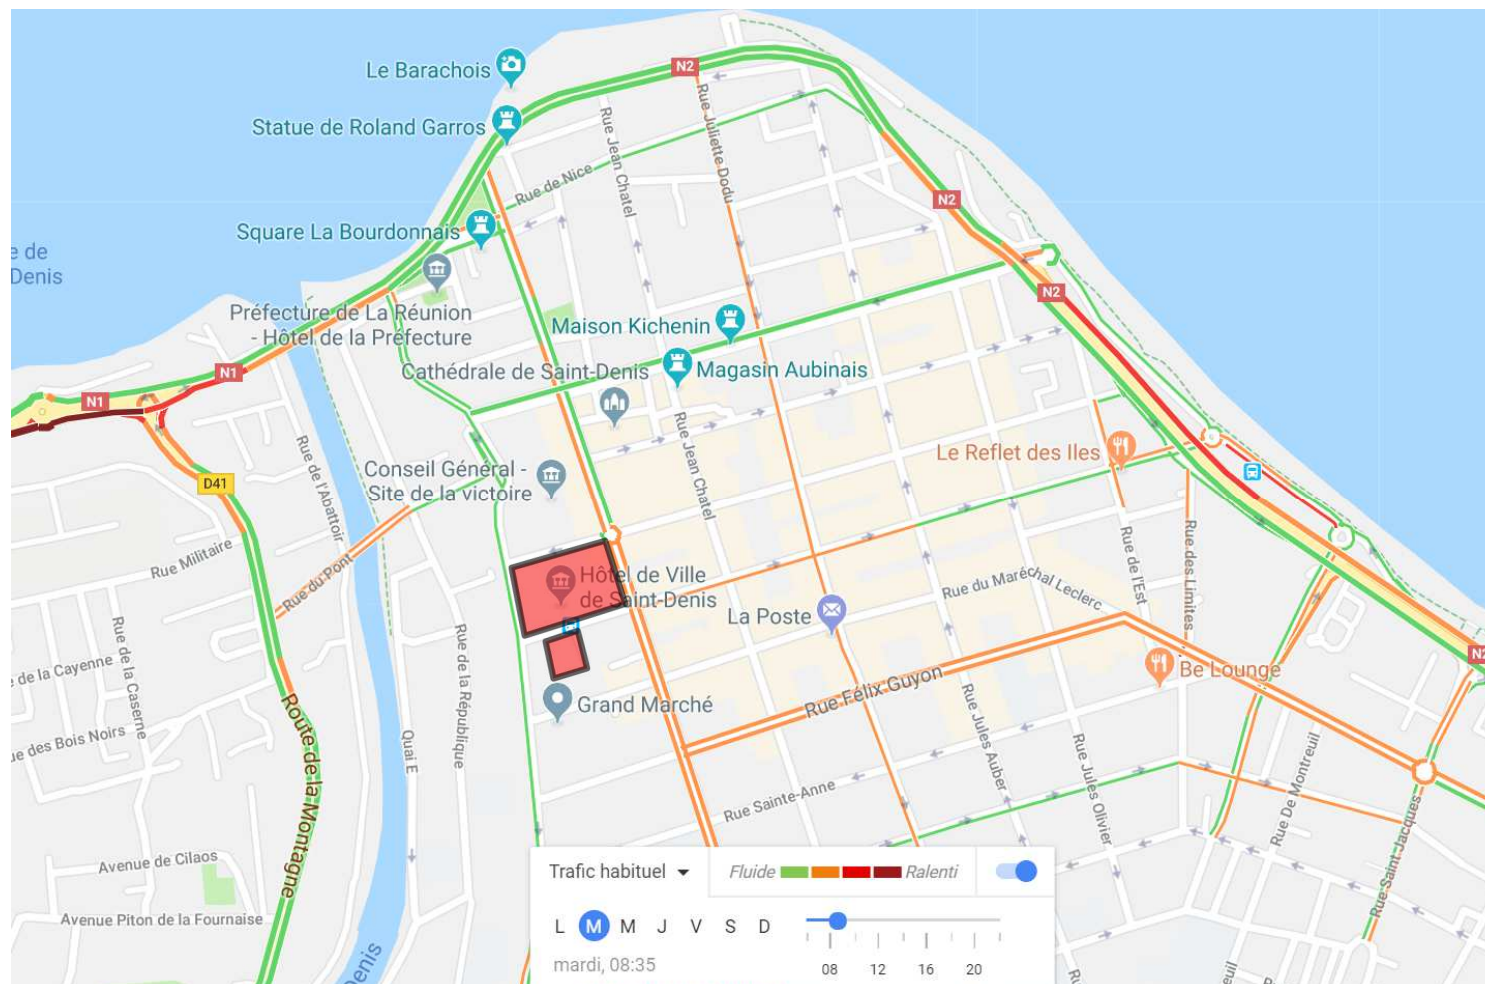 Le Barachois
N2
Statue de Roland Garros
Rue Jean Chatel
Rue Juliette Dodu
Rue de Nice
N2
Square La Bourdonnais
e de
Denis
N2
Préfecture de La Réunion
- Hôtel de la Préfecture
Maison Kichenin
N1
Cathédrale de Saint-Denis
Magasin Aubinais
N1
Rue Jean Chatel
Rue de l'Abattoir
Le Reflet des Iles
Conseil Général -
Site de la victoire
D41
Rue Militaire
Rue du Pont
Rue des Limites
Rue de l'Est
Hôtel de Ville
de Saint-Denis
Rue du Maréchal Leclerc
La Poste
Rue de la Caserne
Rue de la République
e de la Cayenne
N2
Be Lounge
Rue Félix Guyon
Grand Marché
Rue Jules Auber
Rue Jules Olivier
ue des Bois Noirs
Quai E
Route de la Montagne
Rue De Montreuil
Rue Sainte-Anne
Rue Saint-Jacques
Avenue de Cilaos
Avenue Piton de la Fournaise
Denis
Ru
euil
Trafic habituel
Fluide
Ralenti
L M M J V S D
mardi, 08:35
08 12 16 20